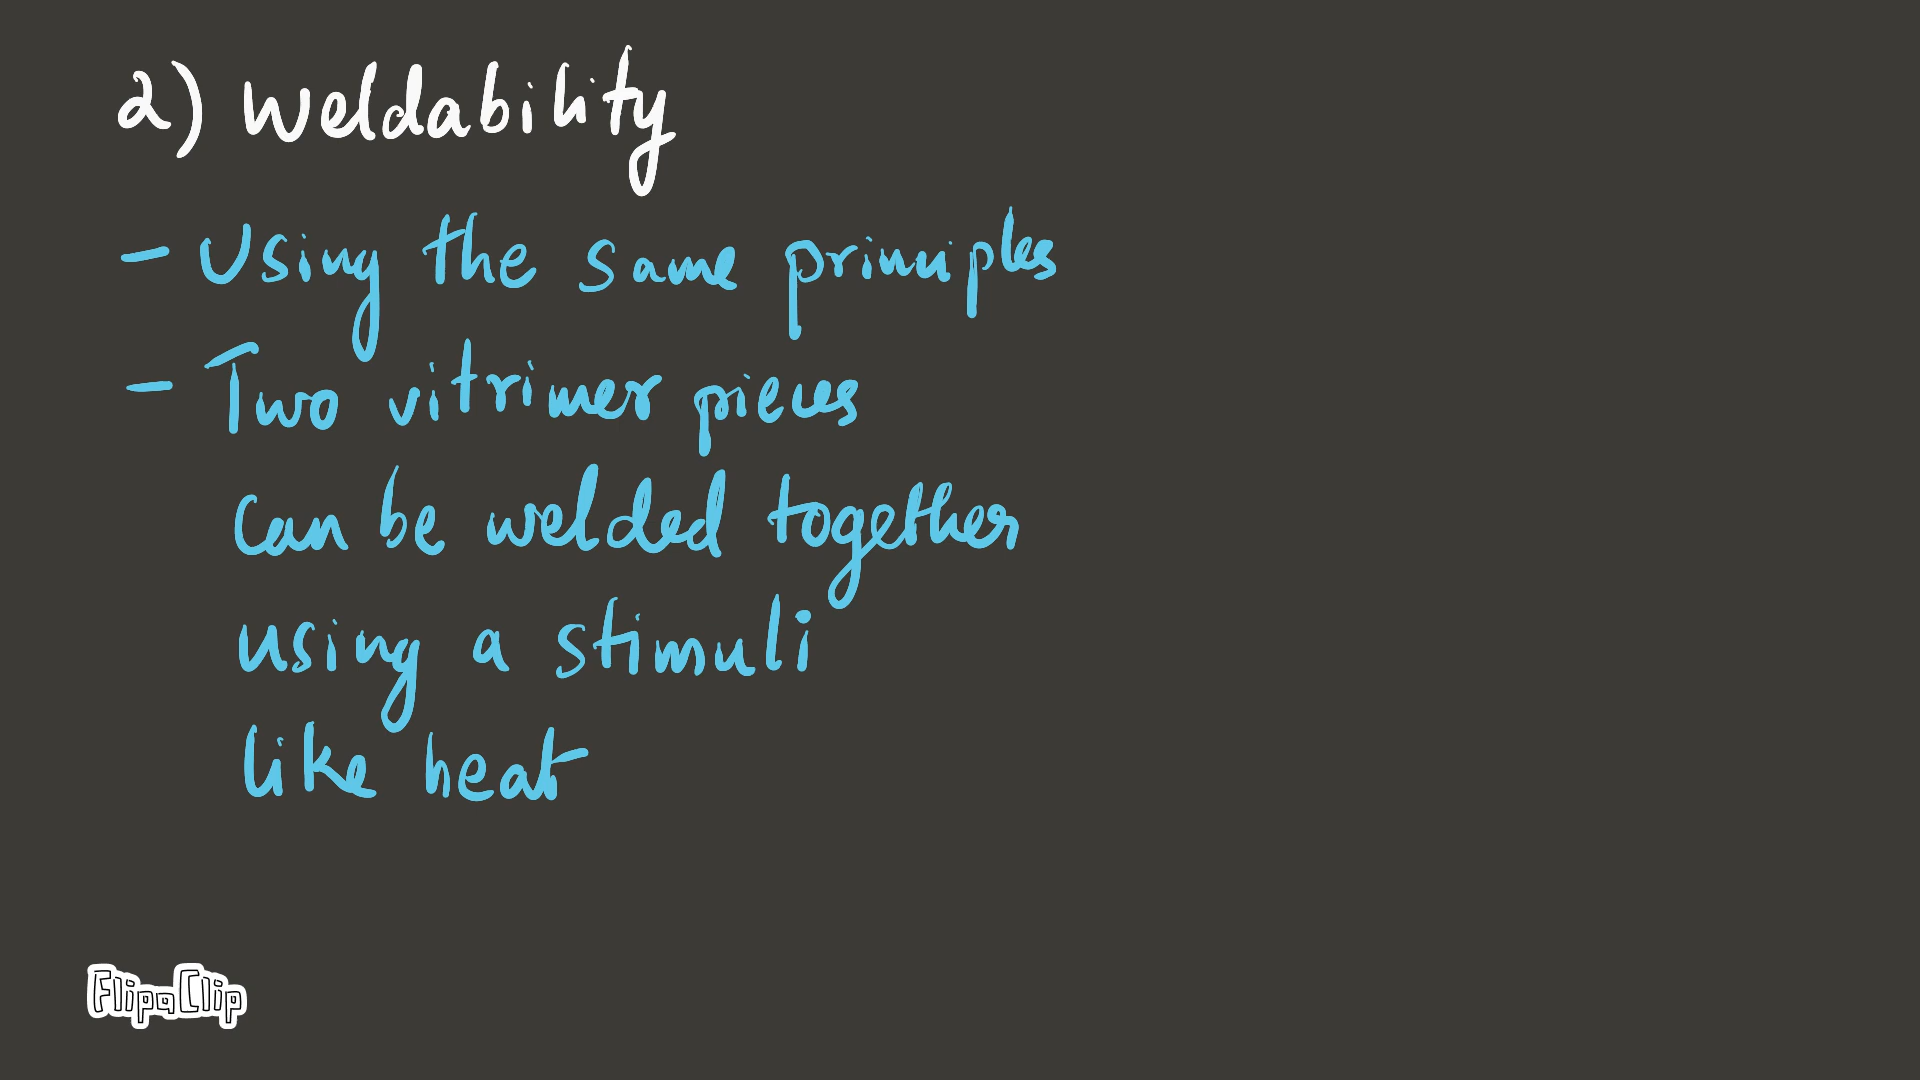 2) Weldability
- Using the same principles
- Two vitrimer pieces
can be welded together
using a stimuli
like heat
FlipaClip